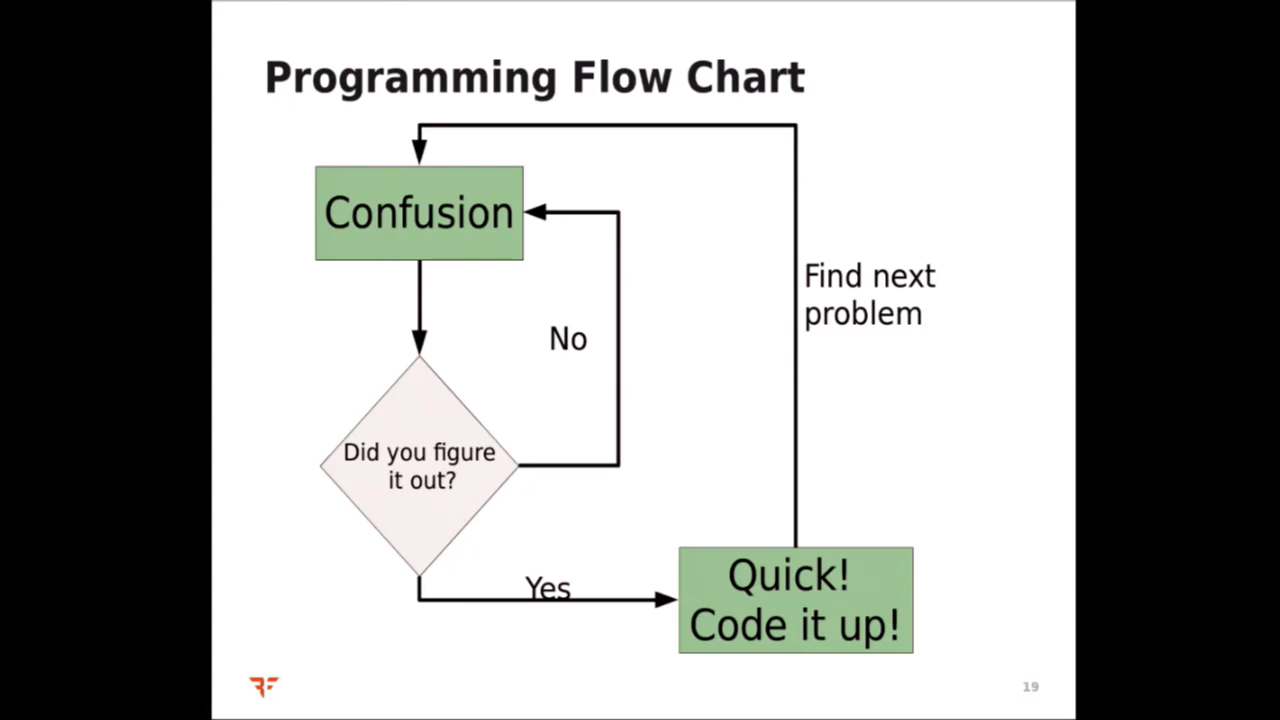 Programming Flow Chart
Confusion
Find next
problem
No
Did you figure
it out?
Yes
Quick!
Code it up!
19